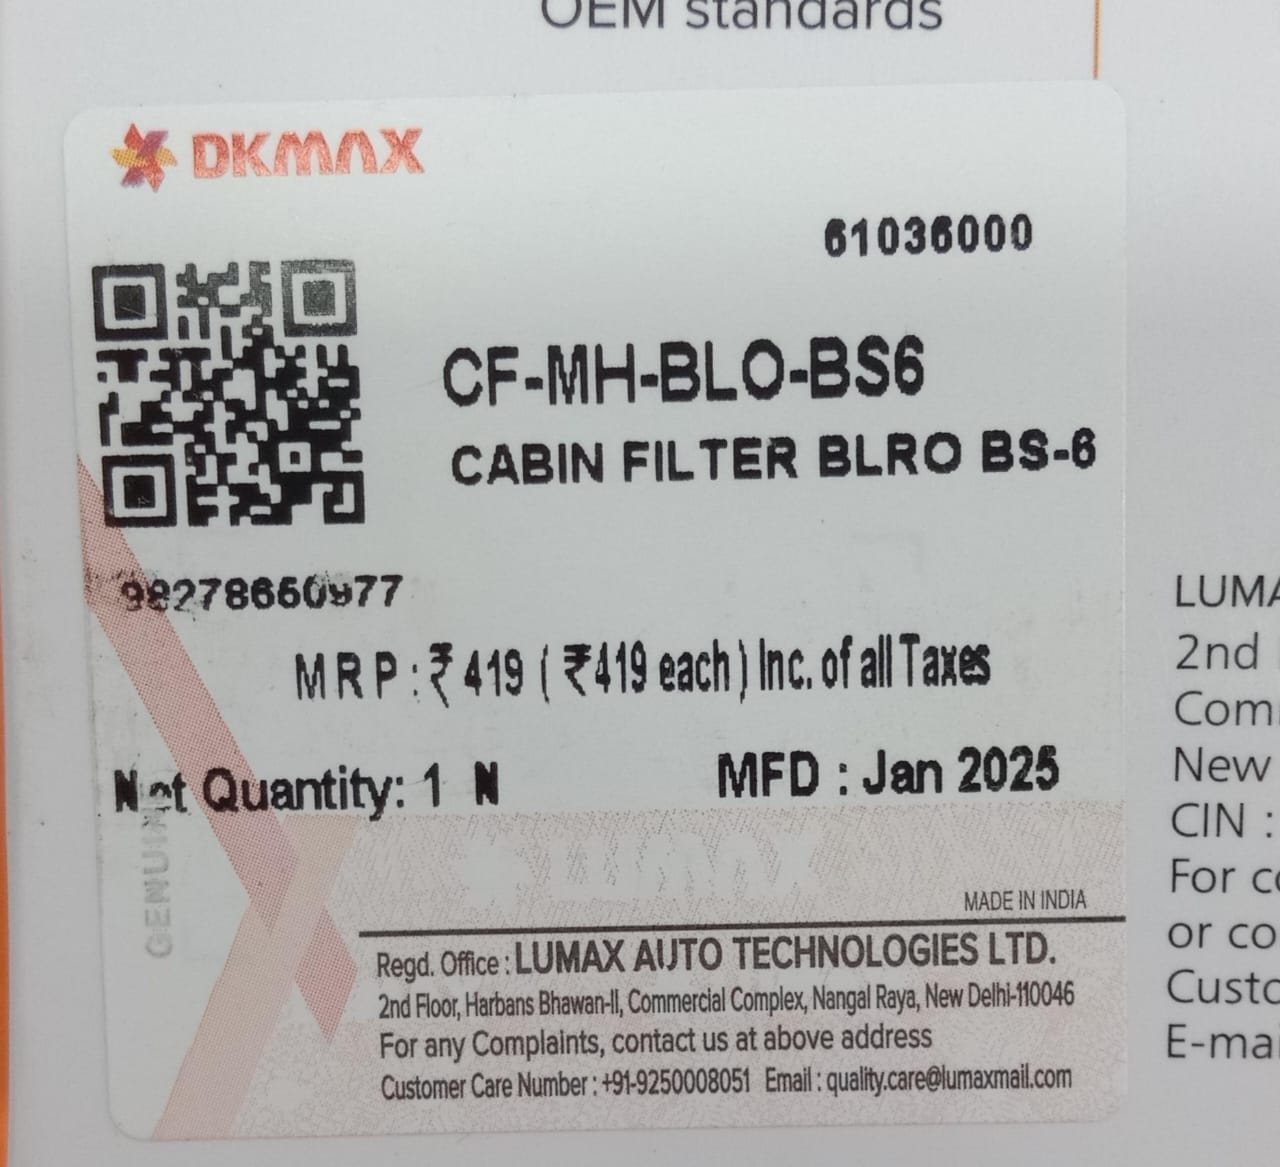 OEM standards
DKMAX
61036000
CF-MH-BLO-BS6
CABIN FILTER BLRO BS-6
MRP : ₹ 419 ( ₹419 each ) Inc. of all Taxes
Net Quantity: 1 N
MFD : Jan 2025
GENUINE
LUMAX
MADE IN INDIA
Regd. Office : LUMAX AUTO TECHNOLOGIES LTD.
2nd Floor, Harbans Bhawan-II, Commercial Complex, Nangal Raya, New Delhi-110046
For any Complaints, contact us at above address
Customer Care Number : +91-9250008051 Email : quality.care@lumaxmail.com
2nd
New
CIN :
For
or